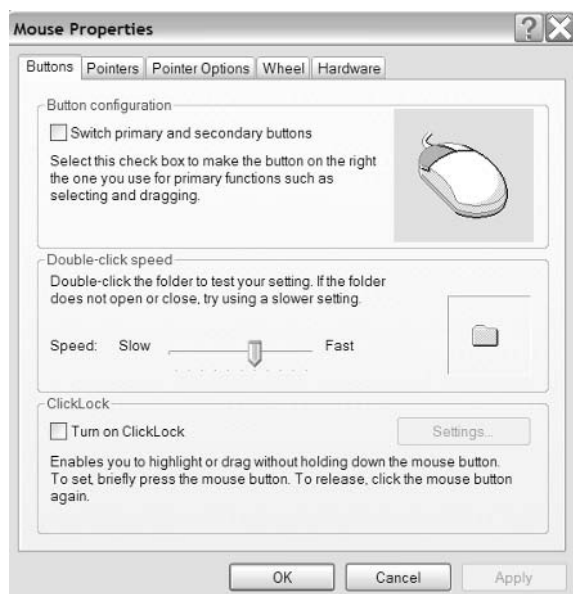 Mouse Properties
Buttons Pointers Pointer Options Wheel Hardware
Button configuration
Switch primary and secondary buttons
Select this check box to make the button on the right
the one you use for primary functions such as
selecting and dragging.
Double-click speed
Double-click the folder to test your setting. If the folder
does not open or close, try using a slower setting.
Speed: Slow Fast
ClickLock
Turn on ClickLock Settings...
Enables you to highlight or drag without holding down the mouse button.
To set, briefly press the mouse button. To release, click the mouse button
again.
OK Cancel Apply